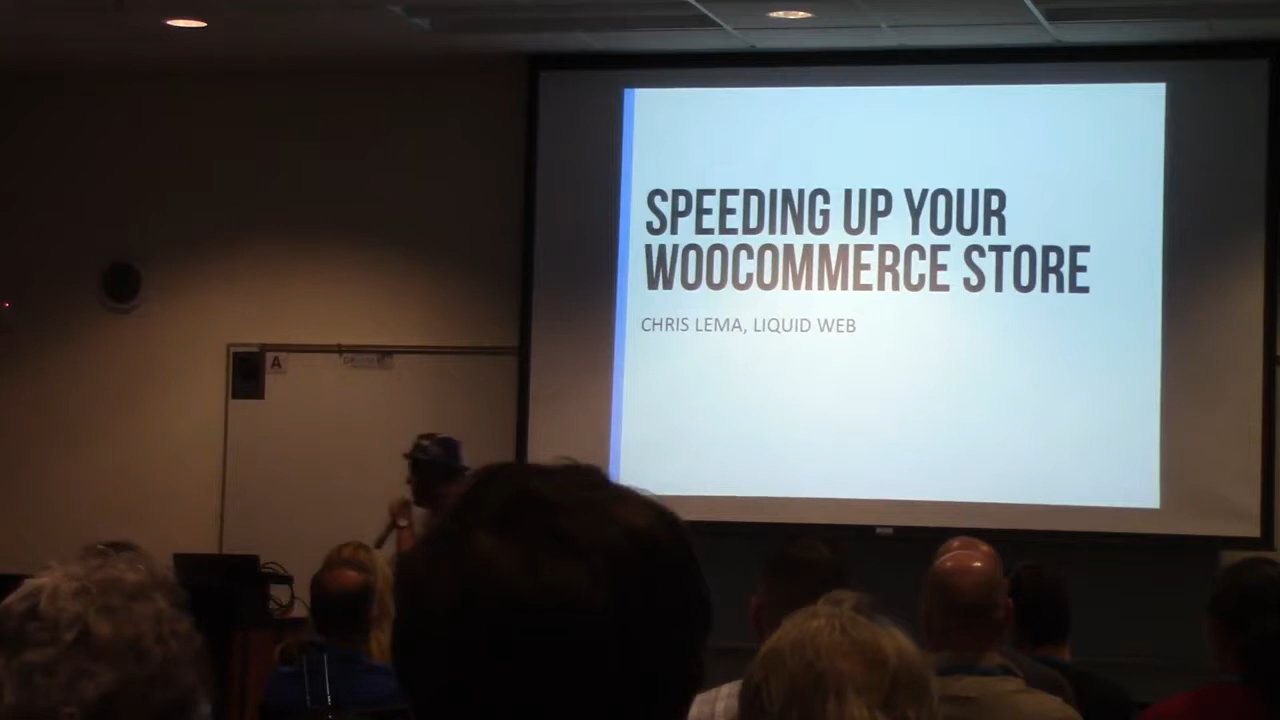 SPEEDING UP YOUR
WOOCOMMERCE STORE
CHRIS LEMA, LIQUID WEB
A